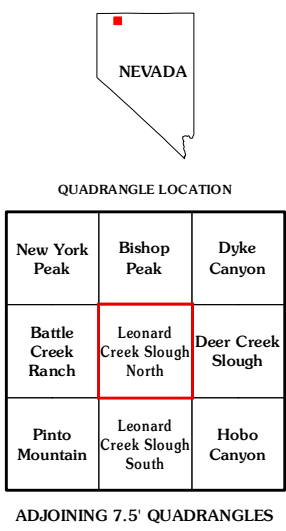 NEVADA
QUADRANGLE LOCATION
New York
Peak
Bishop
Peak
Dyke
Canyon
Battle
Creek
Ranch
Leonard
Creek Slough
North
Deer Creek
Slough
Pinto
Mountain
Leonard
Creek Slough
South
Hobo
Canyon
ADJOINING 7.5' QUADRANGLES